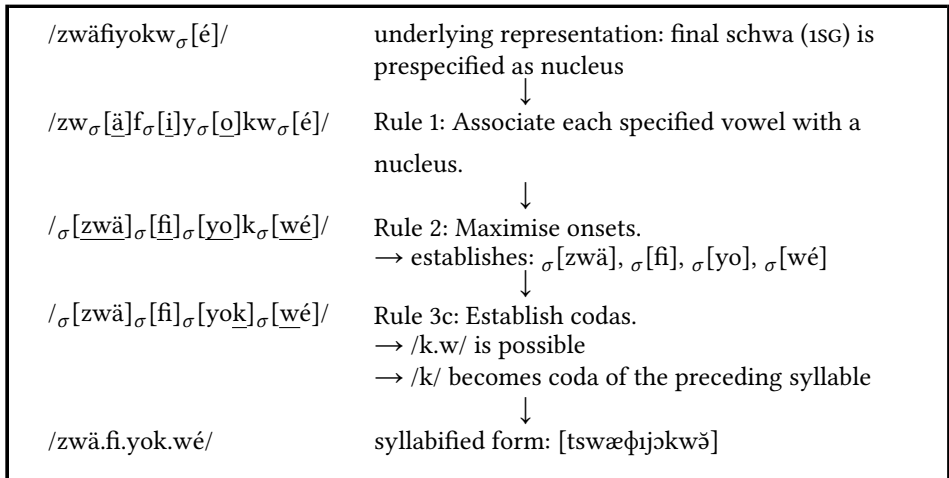 /zwäfiyokwσ[é]/ underlying representation: final schwa (1SG) is
prespecified as nucleus
↓
/zwσ[ä]fσ[i]yσ[o]kwσ[é]/ Rule 1: Associate each specified vowel with a
nucleus.
↓
/σ[zwä]σ[fi]σ[yo]kσ[wé]/ Rule 2: Maximise onsets.
→ establishes: σ[zwä], σ[fi], σ[yo], σ[wé]
↓
/σ[zwä]σ[fi]σ[yok]σ[wé]/ Rule 3c: Establish codas.
→ /k.w/ is possible
→ /k/ becomes coda of the preceding syllable
↓
/zwä.fi.yok.wé/ syllabified form: [tswæɸɪjɔkwə̆]